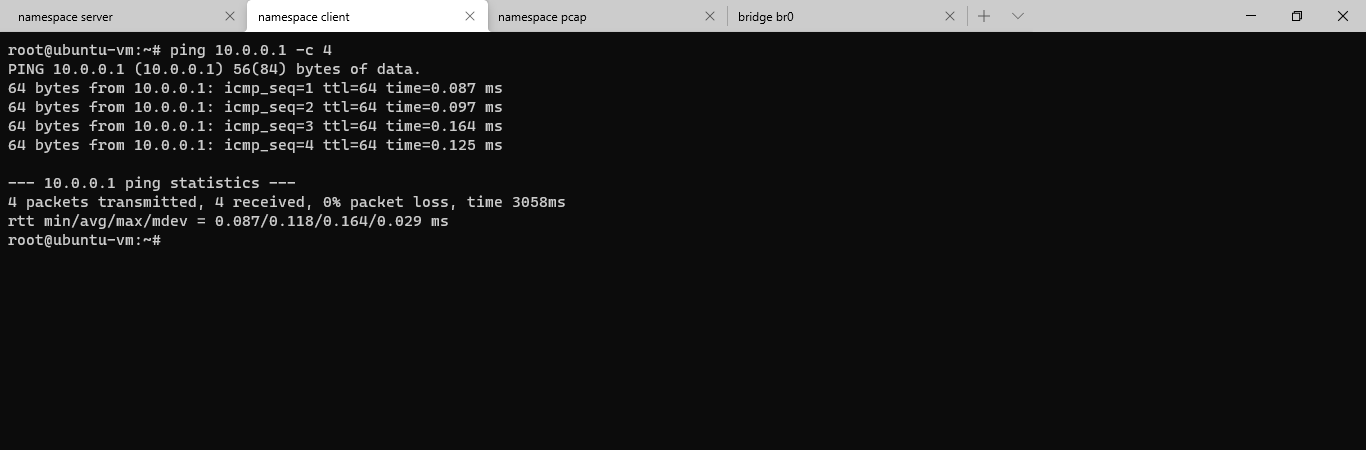 namespace server
namespace client
namespace pcap
bridge br0
root@ubuntu-vm:~# ping 10.0.0.1 -c 4
PING 10.0.0.1 (10.0.0.1) 56(84) bytes of data.
64 bytes from 10.0.0.1: icmp_seq=1 ttl=64 time=0.087 ms
64 bytes from 10.0.0.1: icmp_seq=2 ttl=64 time=0.097 ms
64 bytes from 10.0.0.1: icmp_seq=3 ttl=64 time=0.164 ms
64 bytes from 10.0.0.1: icmp_seq=4 ttl=64 time=0.125 ms
--- 10.0.0.1 ping statistics ---
4 packets transmitted, 4 received, 0% packet loss, time 3058ms
rtt min/avg/max/mdev = 0.087/0.118/0.164/0.029 ms
root@ubuntu-vm:~#